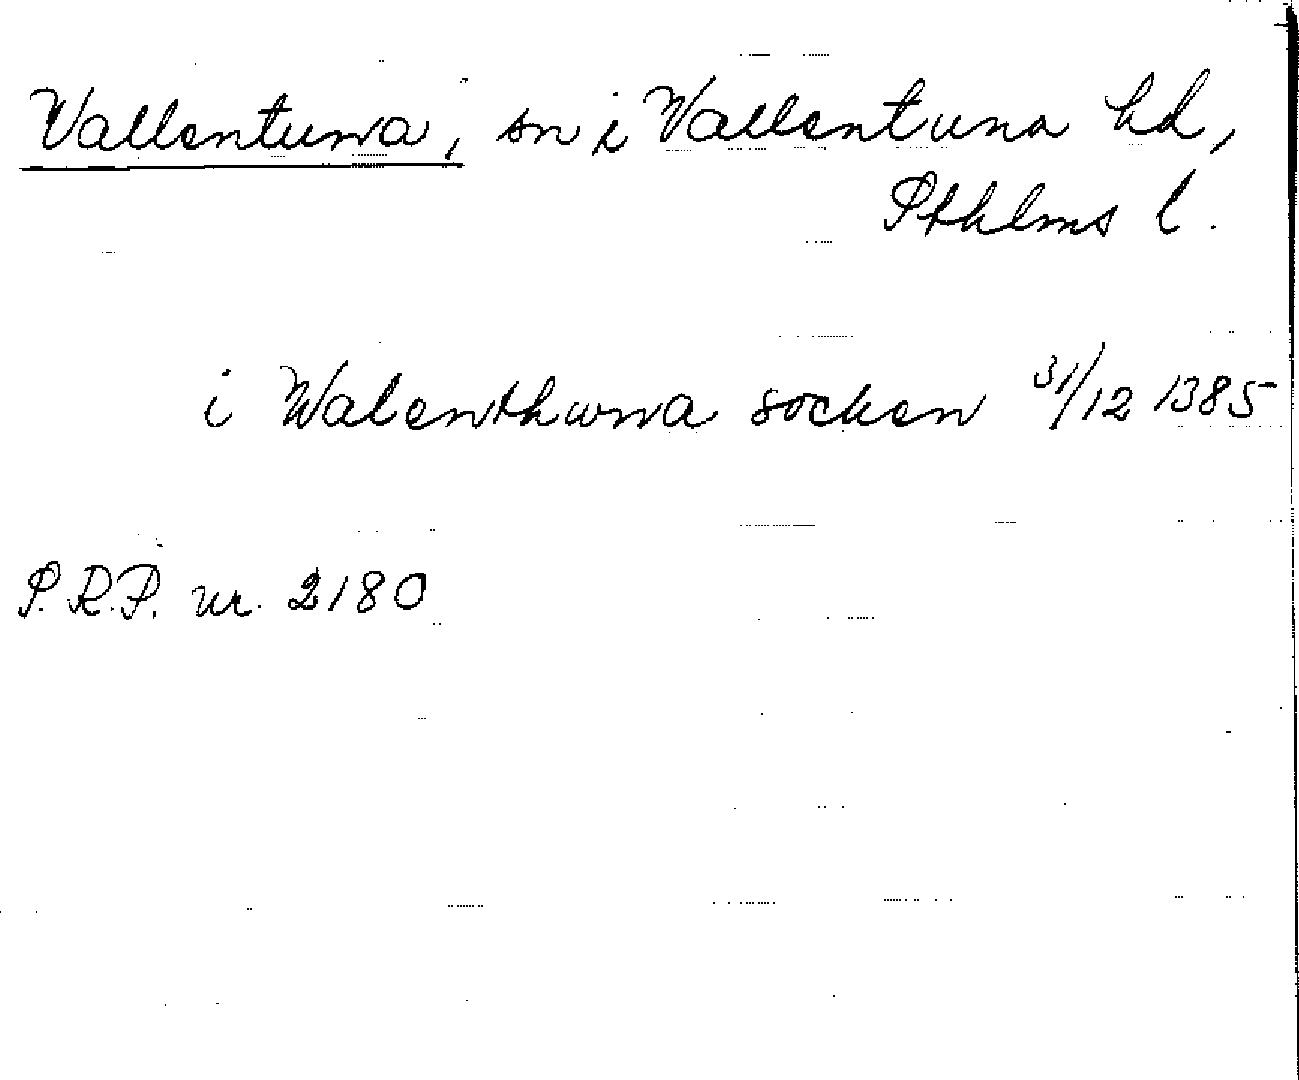 Vallentuna, sn i Vallentuna hd,
Sthlms l.
i Walenthuna socken 31/12 1385
S.R.P. nr. 2180